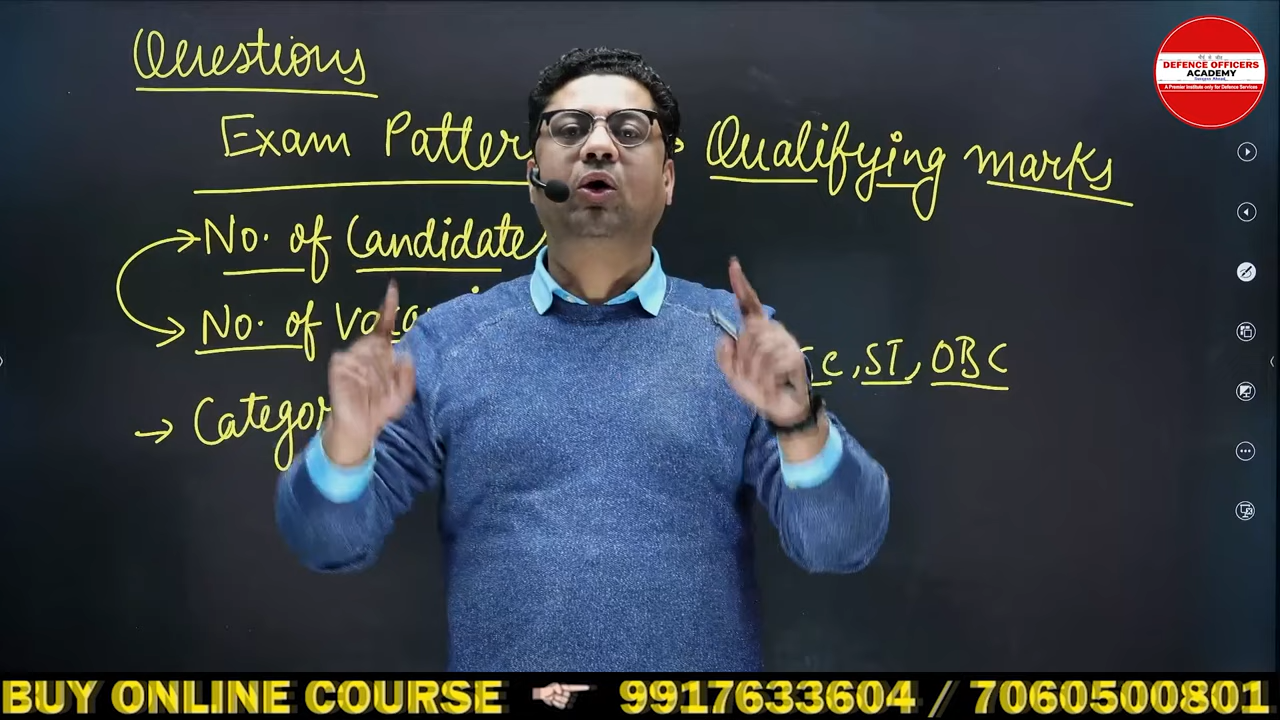 Questions
Exam Patter Qualifying marks
→ No. of Candidate
→ No. of Vaca
SC, ST, OBC
→ Categor
DEFENCE OFFICERS
ACADEMY
A Premier Institute only for Defence Services
BUY ONLINE COURSE 9917633604 / 7060500801